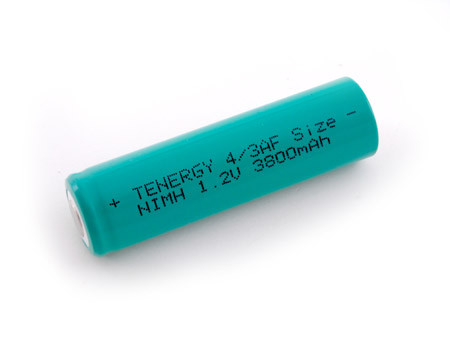 + TENERGY 4/3AF Size -
NIMH 1.2V 3800mAh